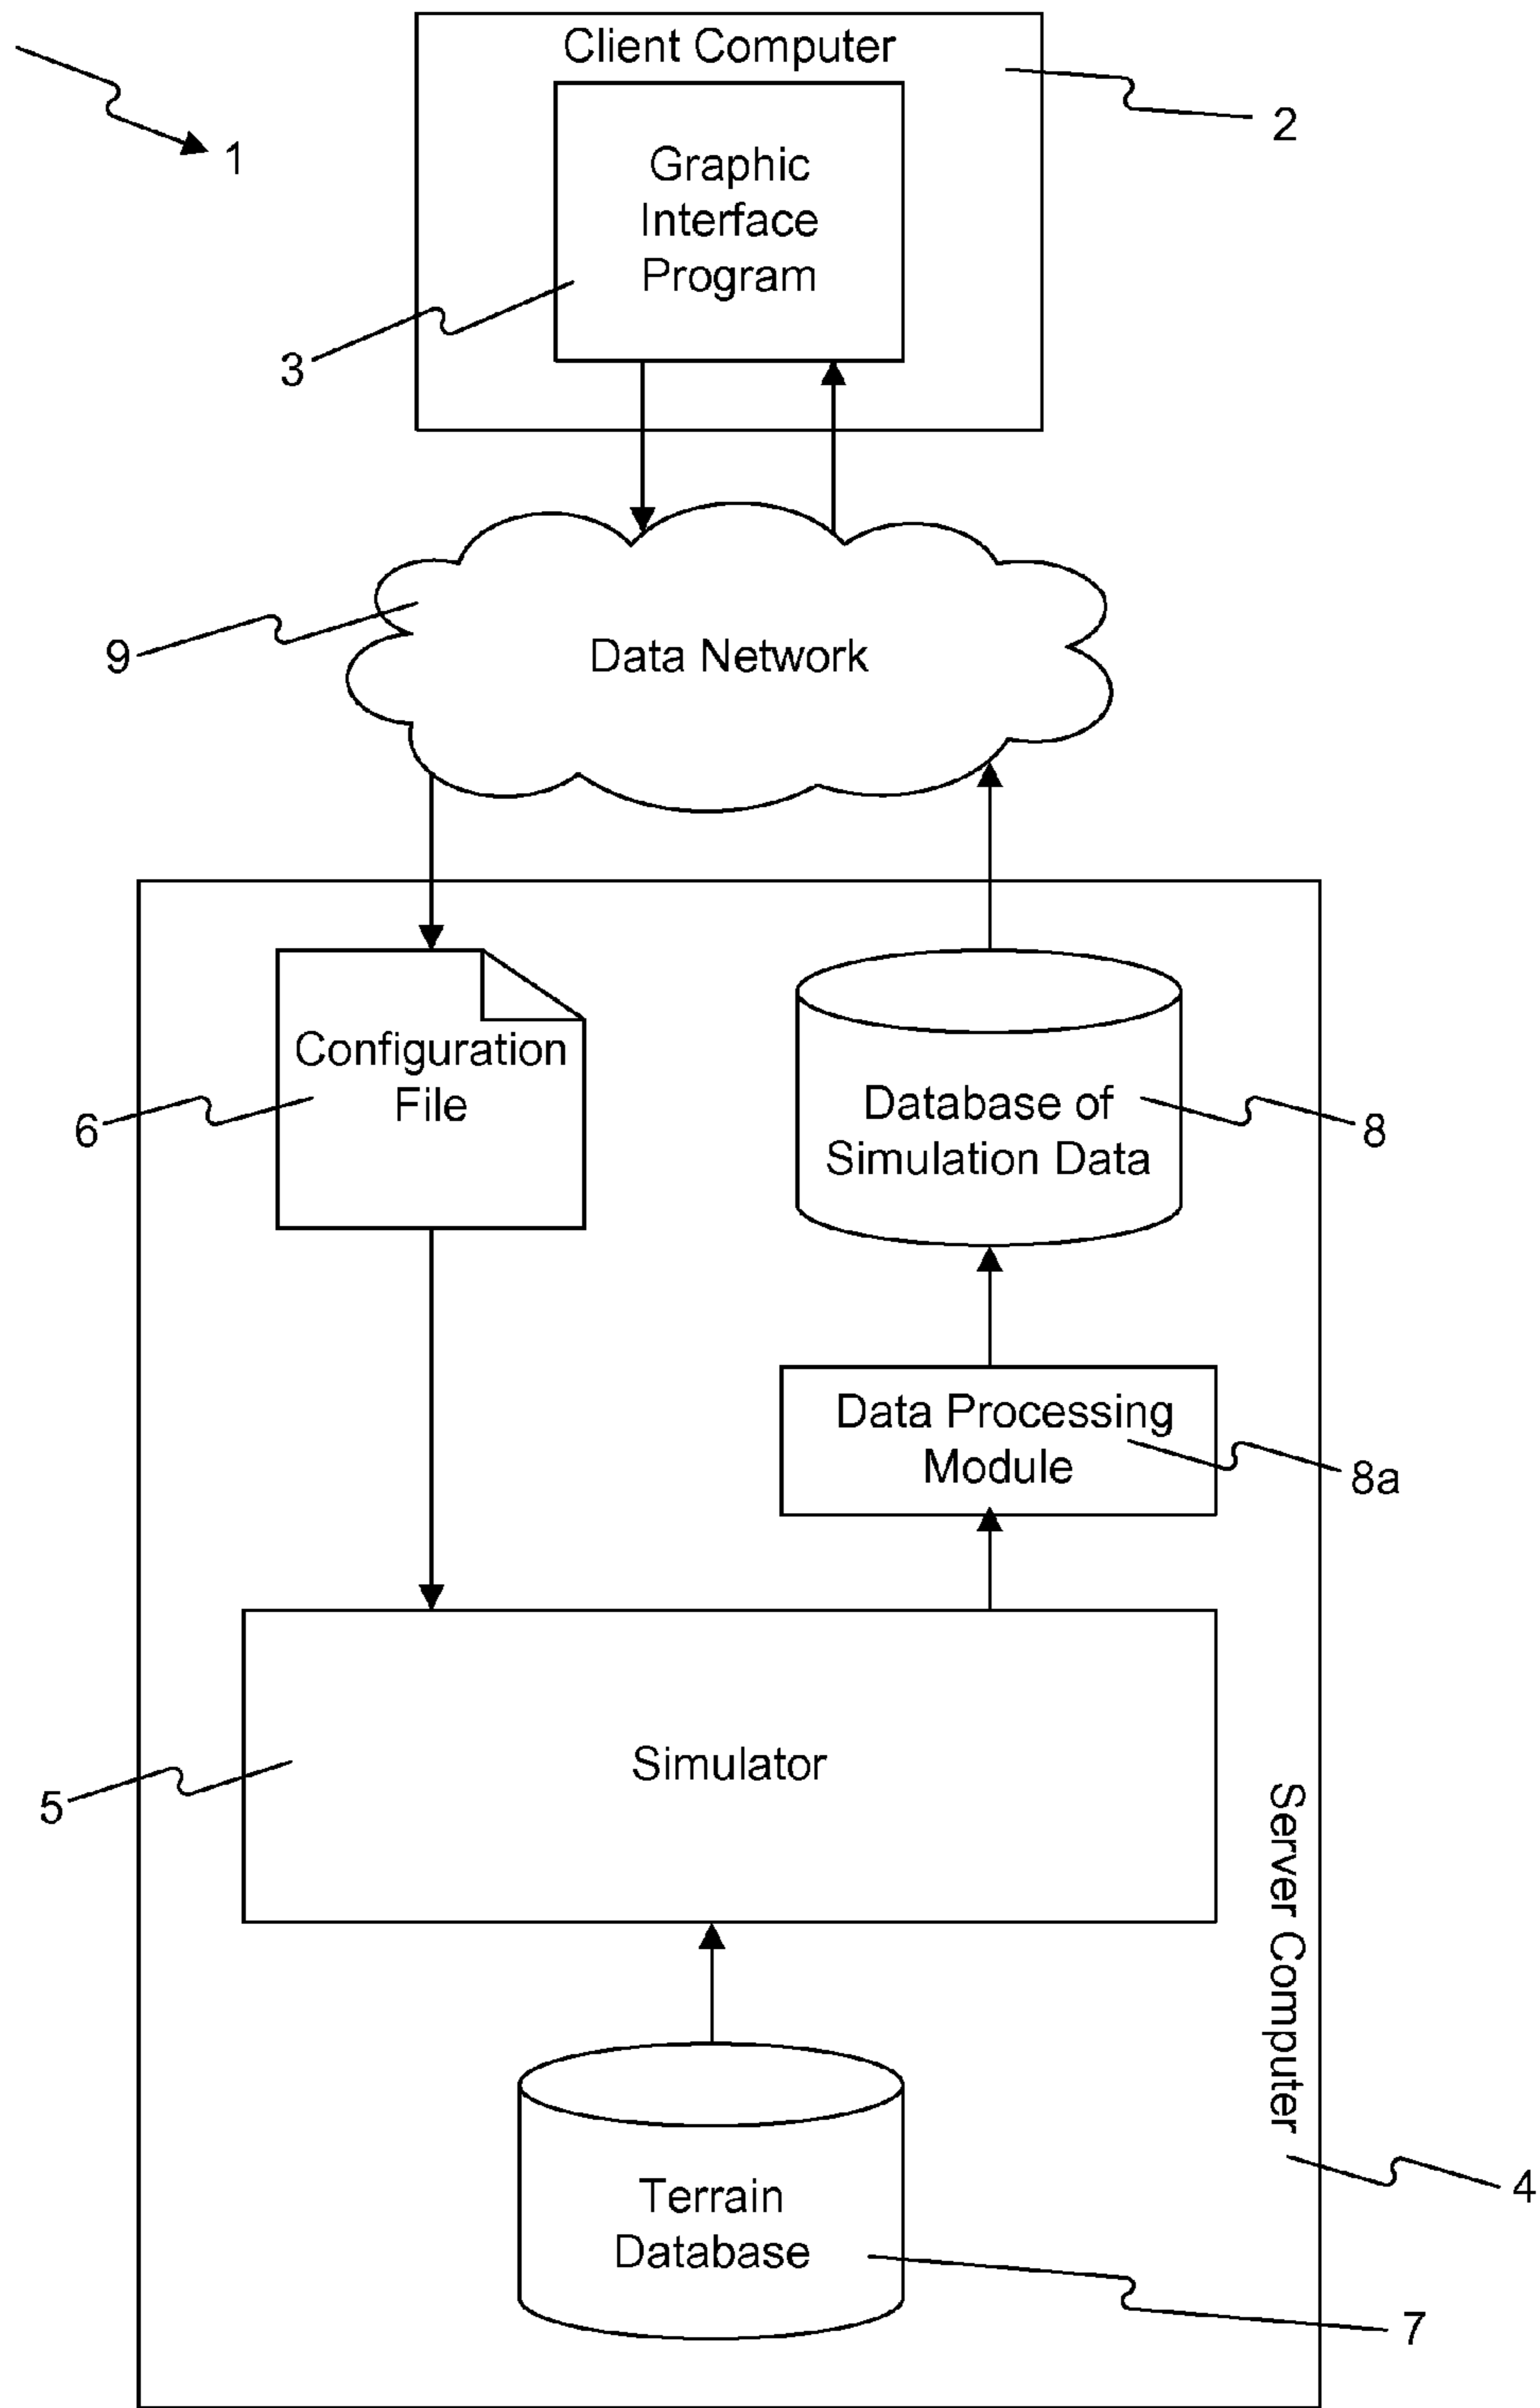 Client Computer
1
2
Graphic
Interface
Program
3
Data Network
9
Configuration
File
6
Database of
Simulation Data
8
Data Processing
Module
8a
Simulator
5
Server Computer
4
Terrain
Database
7